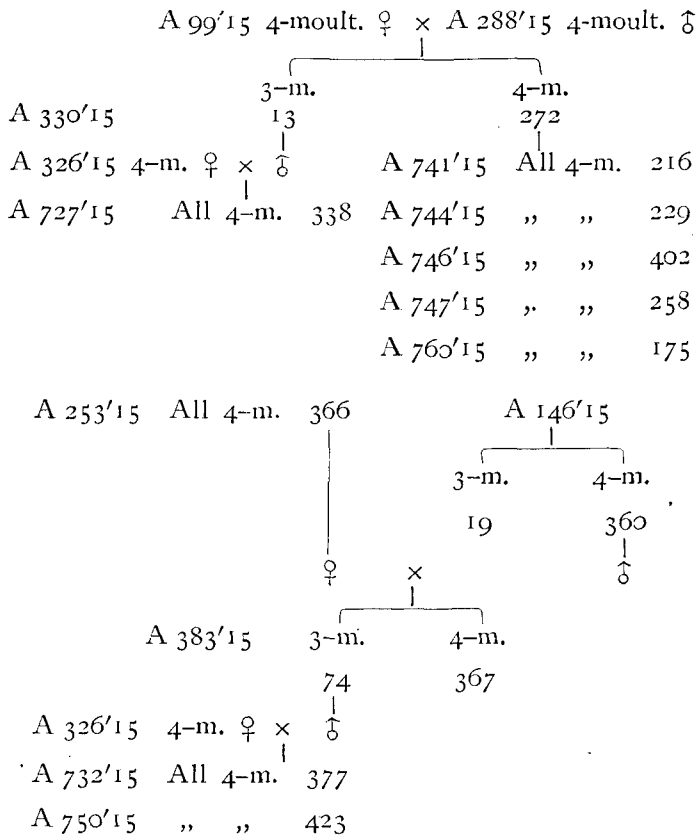 A 99'15 4-moult. ♀ × A 288'15 4-moult. ♂
3-m. 4-m.
A 330'15 13 272
A 326'15 4-m. ♀ × ♂ A 741'15 All 4-m. 216
A 727'15 All 4-m. 338 A 744'15 ,, ,, 229
A 746'15 ,, ,, 402
A 747'15 ,. ,, 258
A 760'15 ,, ,, 175
A 253'15 All 4-m. 366 A 146'15
3-m. 4-m.
19 360
♀ × ♂
A 383'15 3-m. 4-m.
74 367
A 326'15 4-m. ♀ × ♂
A 732'15 All 4-m. 377
A 750'15 ,, ,, 423